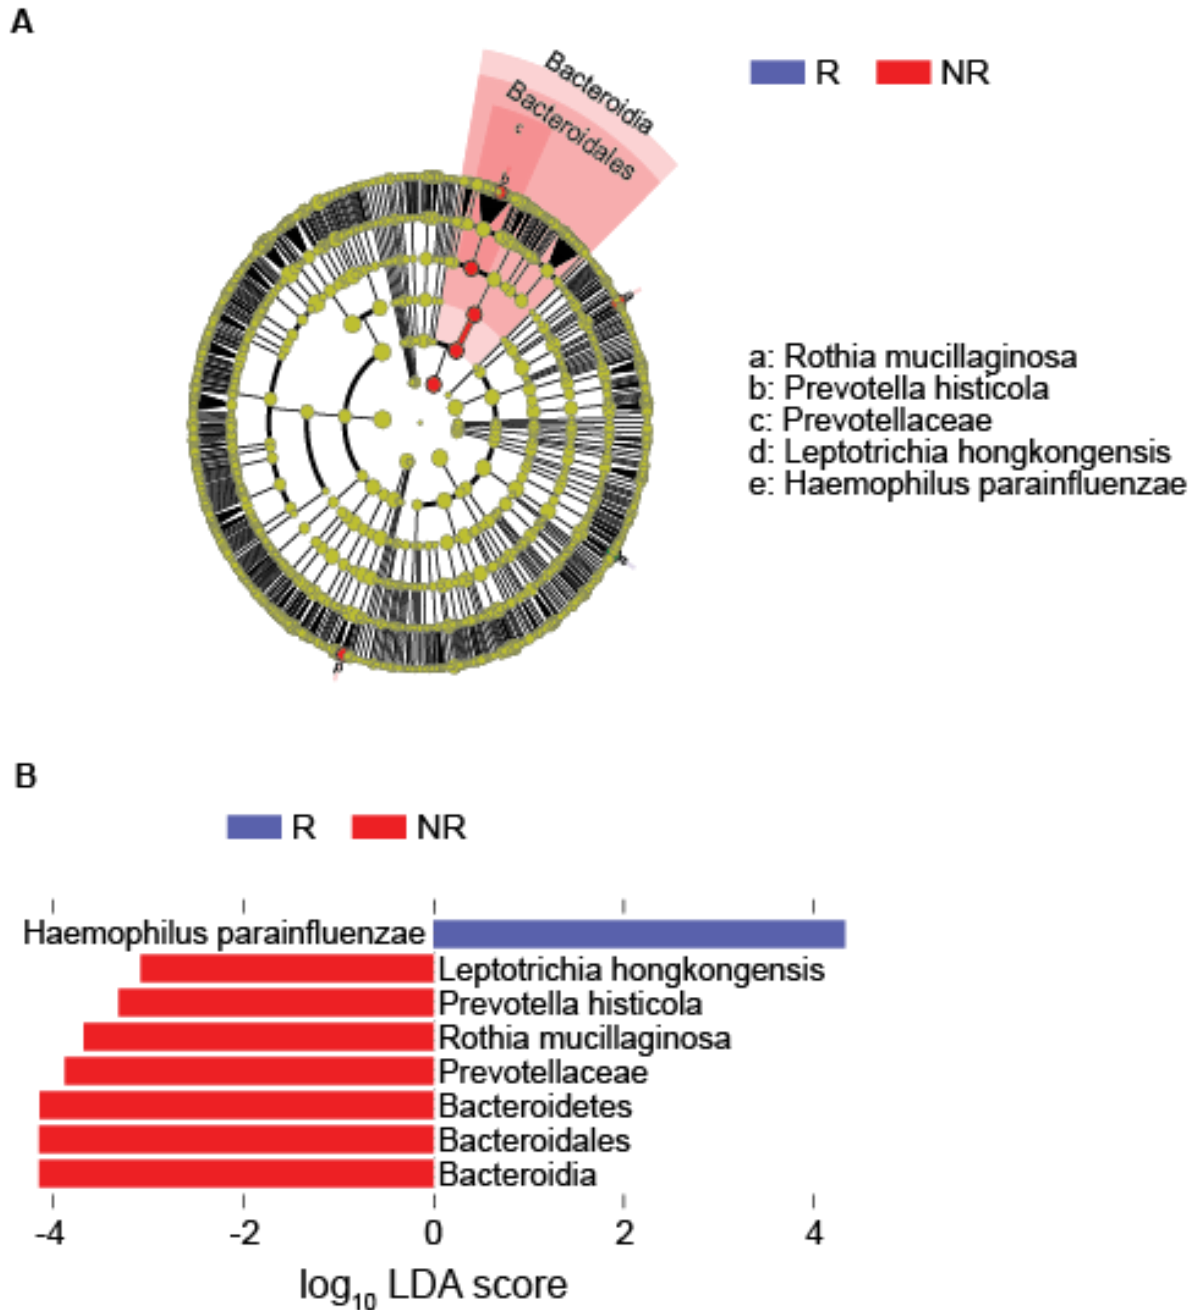 A
R NR
Bacteroidia
Bacteroidales
c
b
a: Rothia mucillaginosa
b: Prevotella histicola
c: Prevotellaceae
d: Leptotrichia hongkongensis
e: Haemophilus parainfluenzae
B
R NR
Haemophilus parainfluenzae
Leptotrichia hongkongensis
Prevotella histicola
Rothia mucillaginosa
Prevotellaceae
Bacteroidetes
Bacteroidales
Bacteroidia
-4 -2 0 2 4
log₁₀ LDA score